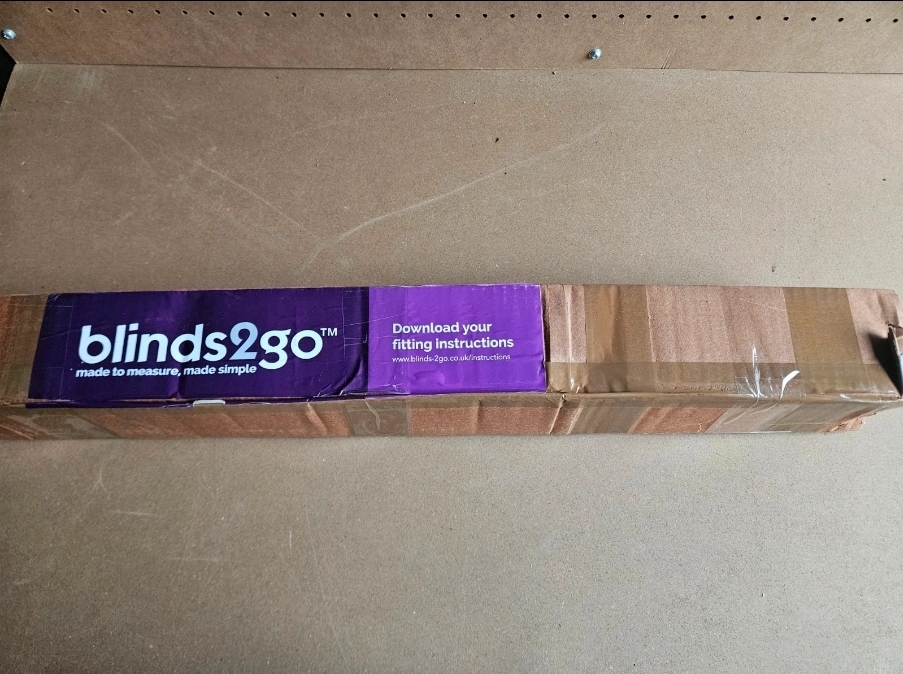 blinds2go™
made to measure, made simple
Download your
fitting instructions
www.blinds-2go.co.uk/instructions